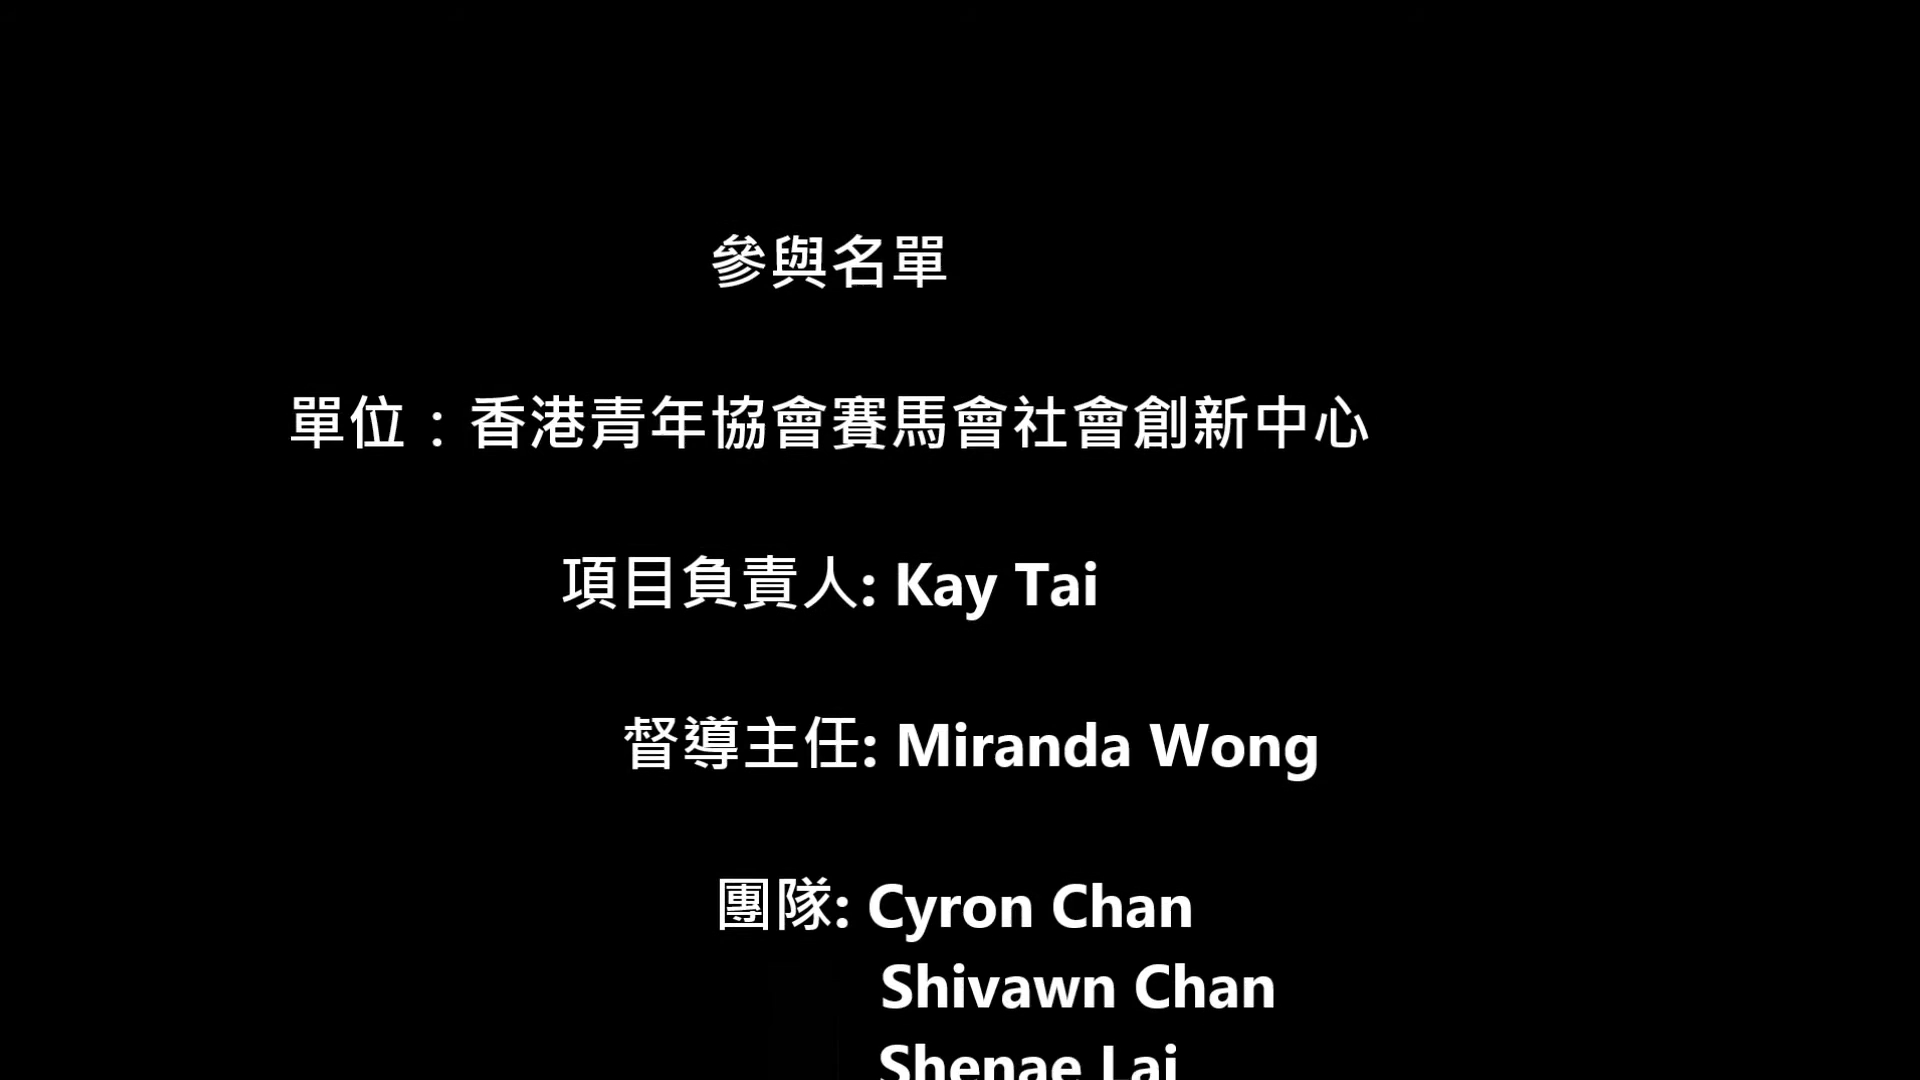 參與名單
單位：香港青年協會賽馬會社會創新中心
項目負責人: Kay Tai
督導主任: Miranda Wong
團隊: Cyron Chan
Shivawn Chan
Shenae Lai